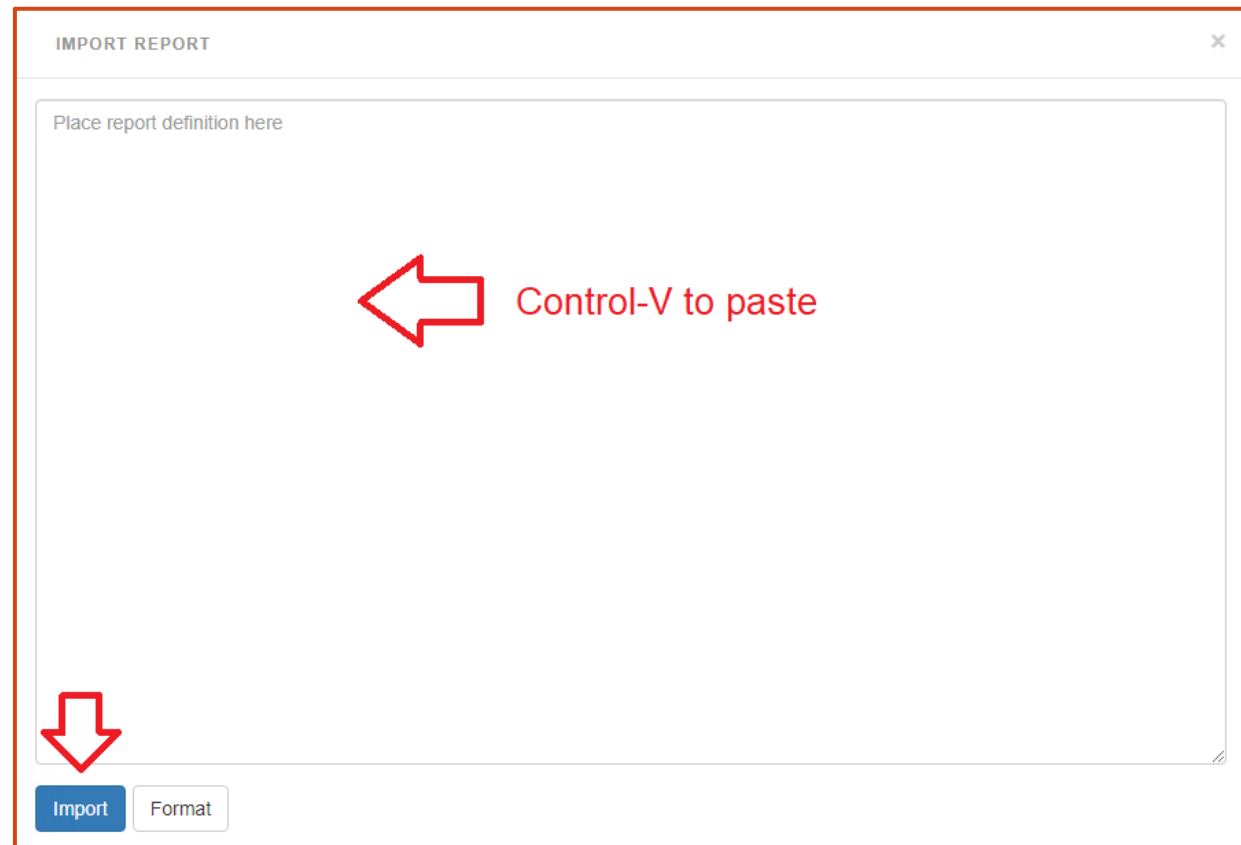 IMPORT REPORT
×
Place report definition here
Control-V to paste
Import
Format